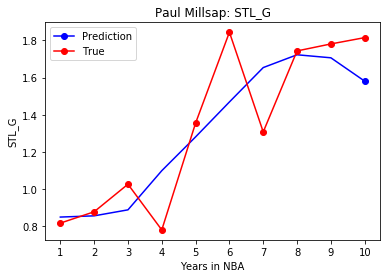 Paul Millsap: STL_G
Prediction
True
STL_G
1.8
1.6
1.4
1.2
1.0
0.8
1 2 3 4 5 6 7 8 9 10
Years in NBA